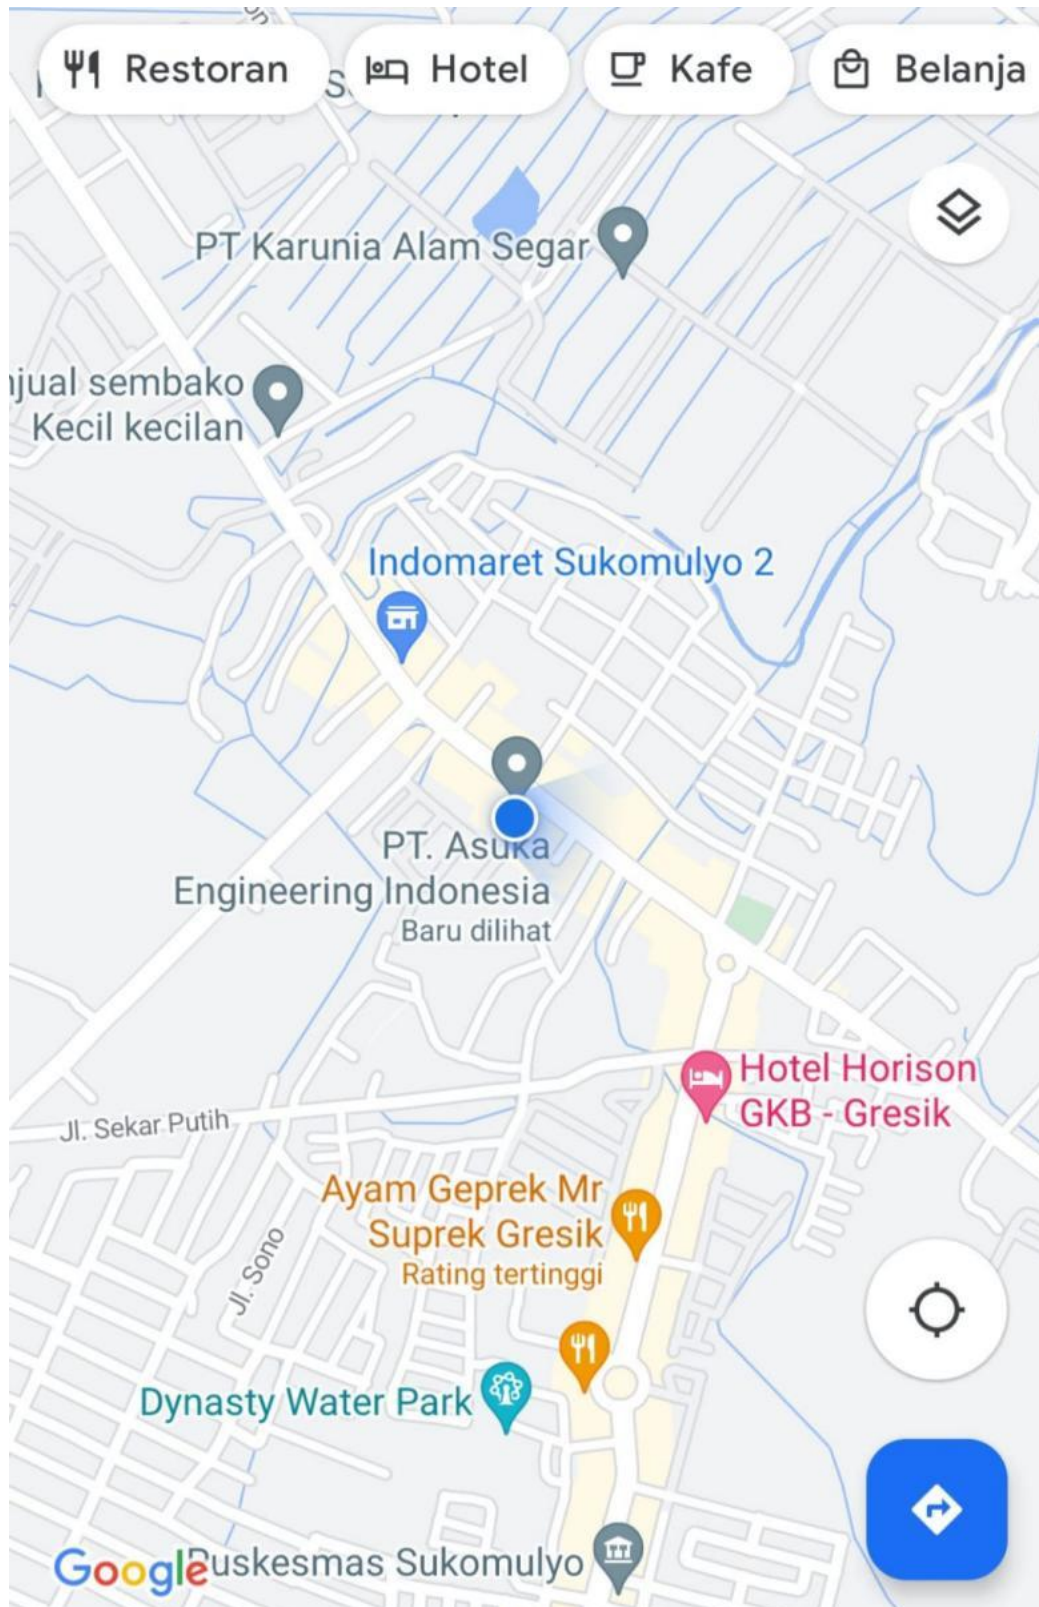 Restoran
Hotel
Kafe
Belanja
PT Karunia Alam Segar
njual sembako
Kecil kecilan
Indomaret Sukomulyo 2
PT. Asuka
Engineering Indonesia
Baru dilihat
Hotel Horison
GKB - Gresik
Jl. Sekar Putih
Ayam Geprek Mr
Suprek Gresik
Rating tertinggi
Jl. Sono
Dynasty Water Park
Puskesmas Sukomulyo
Google